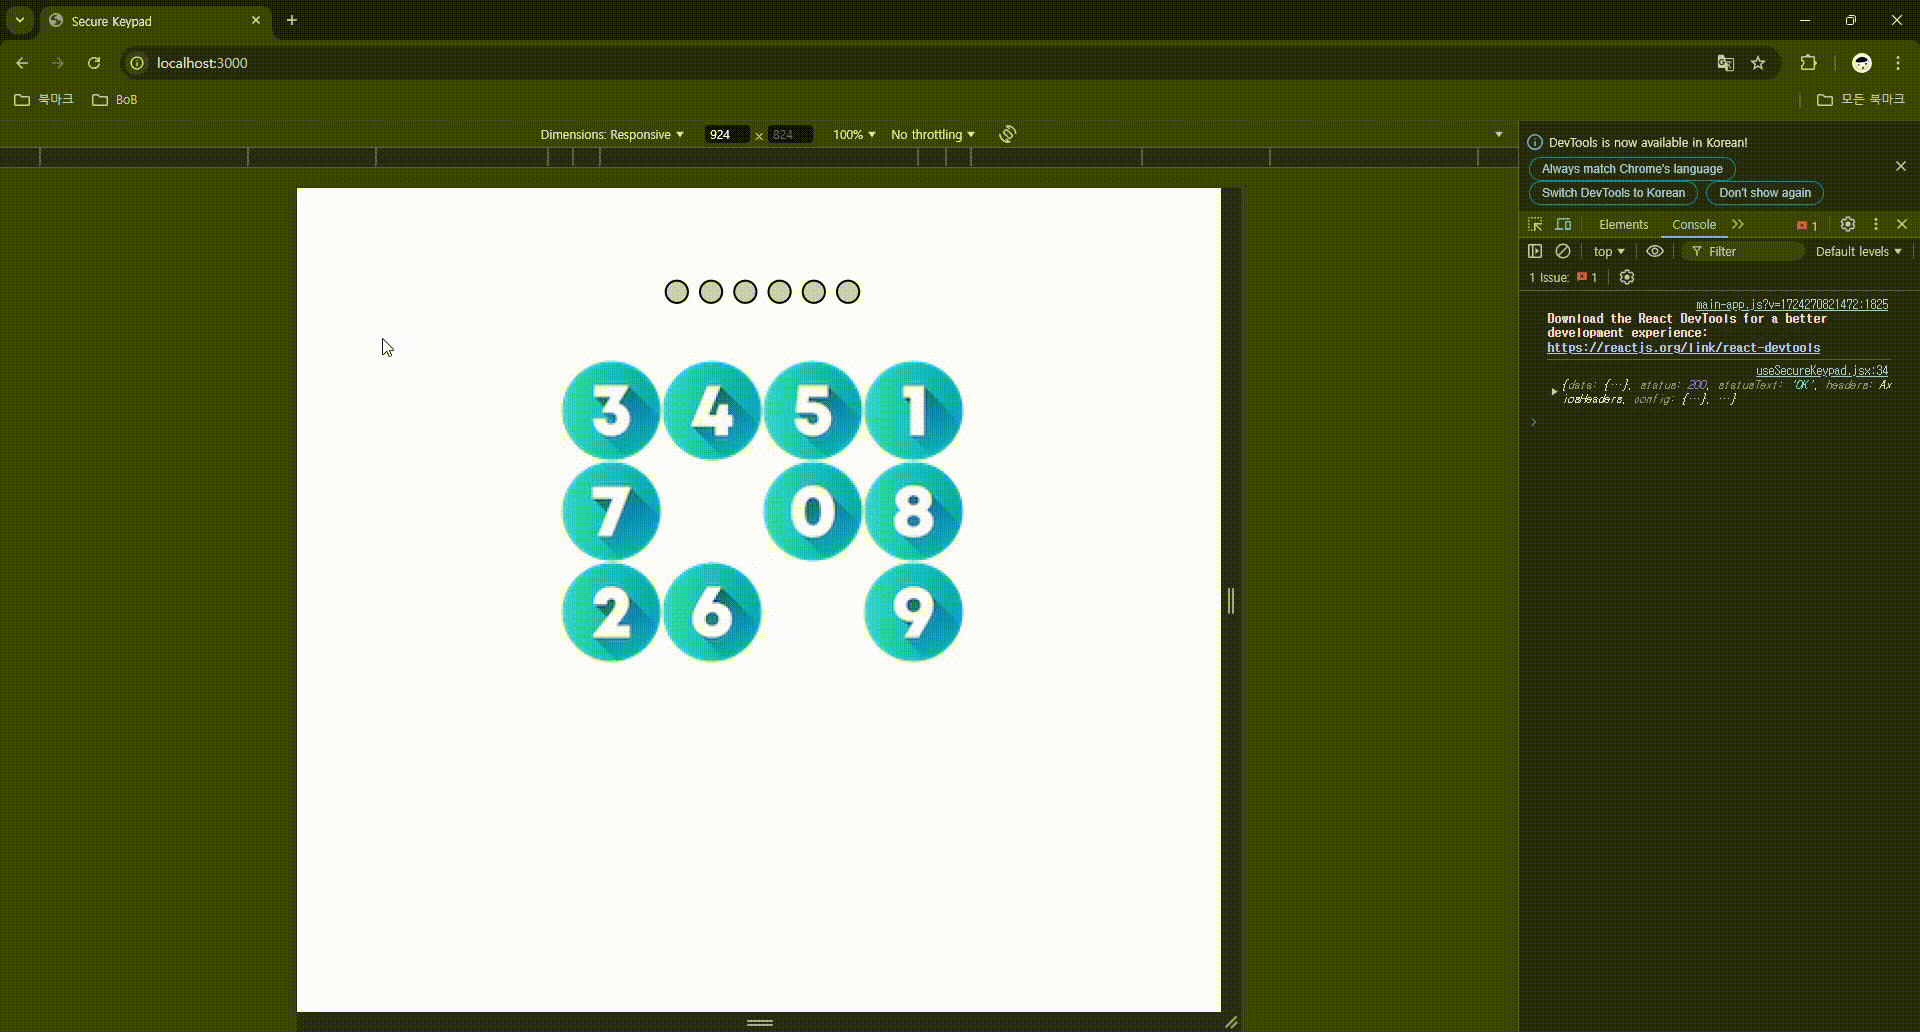 Secure Keypad
localhost:3000
북마크 BoB 모든 북마크
Dimensions: Responsive 924 x 824 100% No throttling
DevTools is now available in Korean!
Always match Chrome's language
Switch DevTools to Korean Don't show again
Elements Console 1
top Filter Default levels
1 Issue: 1
main-app.js?v=1724270821472:1825
Download the React DevTools for a better
development experience:
https://reactjs.org/link/react-devtools
useSecureKeypad.jsx:34
{data: {…}, status: 200, statusText: 'OK', headers: Ax
iosHeaders, config: {…}, …}
3 4 5 1
7 0 8
2 6 9